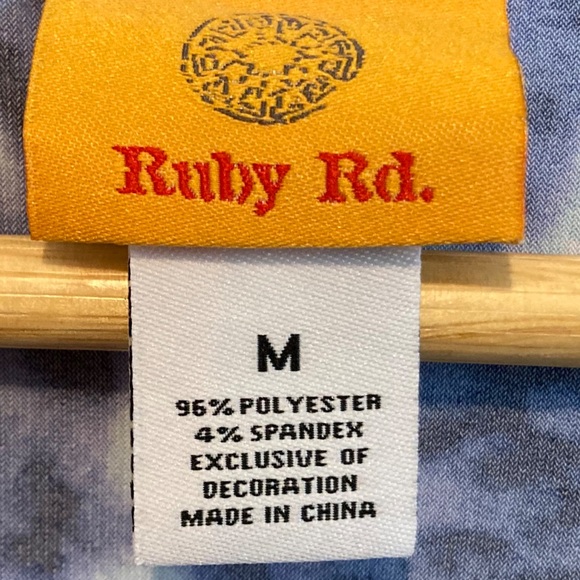 Ruby Rd.
M
96% POLYESTER
4% SPANDEX
EXCLUSIVE OF
DECORATION
MADE IN CHINA